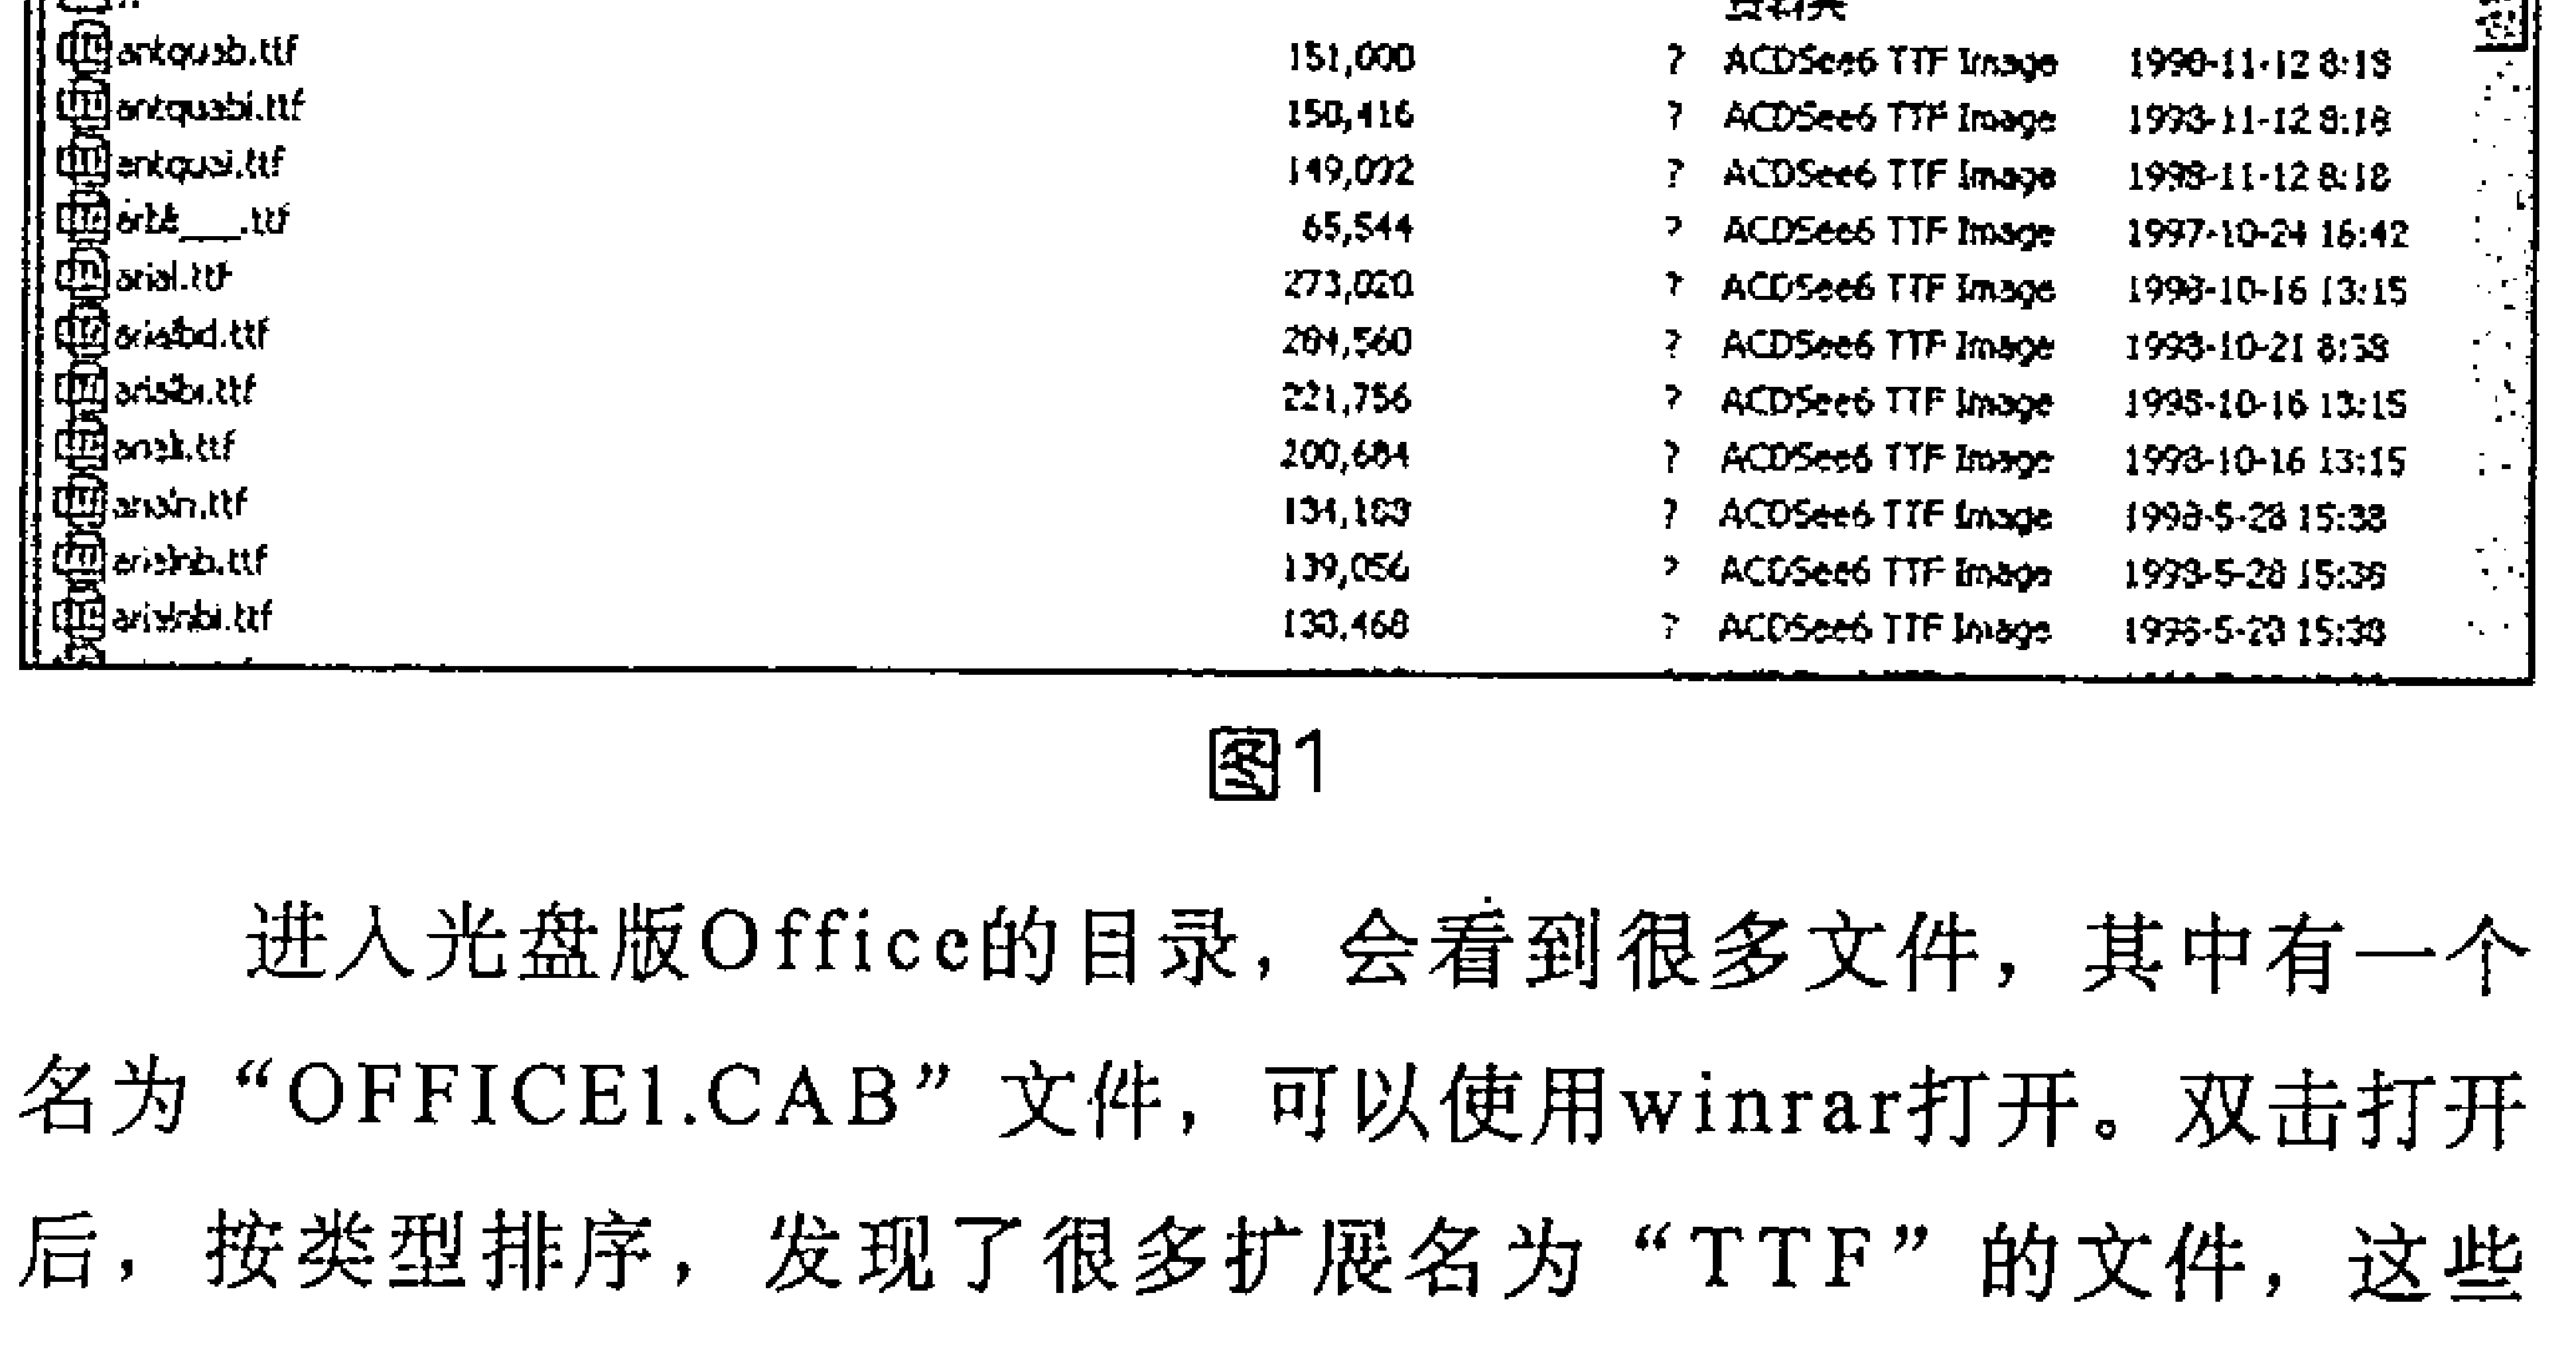 资料夹
antquab.ttf 151,000 ? ACDSee6 TTF Image 1998-11-12 8:18
antquabi.ttf 150,416 ? ACDSee6 TTF Image 1998-11-12 8:18
antquai.ttf 149,092 ? ACDSee6 TTF Image 1998-11-12 8:18
.ttf 65,544 ? ACDSee6 TTF Image 1997-10-24 16:42
arial.ttf 273,020 ? ACDSee6 TTF Image 1998-10-16 13:15
arialbd.ttf 284,560 ? ACDSee6 TTF Image 1998-10-21 8:38
arialbi.ttf 221,756 ? ACDSee6 TTF Image 1998-10-16 13:15
ariali.ttf 200,684 ? ACDSee6 TTF Image 1998-10-16 13:15
arialn.ttf ? ACDSee6 TTF Image 1998-5-28 15:38
arialnb.ttf 139,056 ? ACDSee6 TTF Image 1998-5-28 15:38
arialnbi.ttf ? ACDSee6 TTF Image 1998-5-28 15:38
图1
进入光盘版Office的目录，会看到很多文件，其中有一个
名为“OFFICE1.CAB”文件，可以使用winrar打开。双击打开
后，按类型排序，发现了很多扩展名为“TTF”的文件，这些